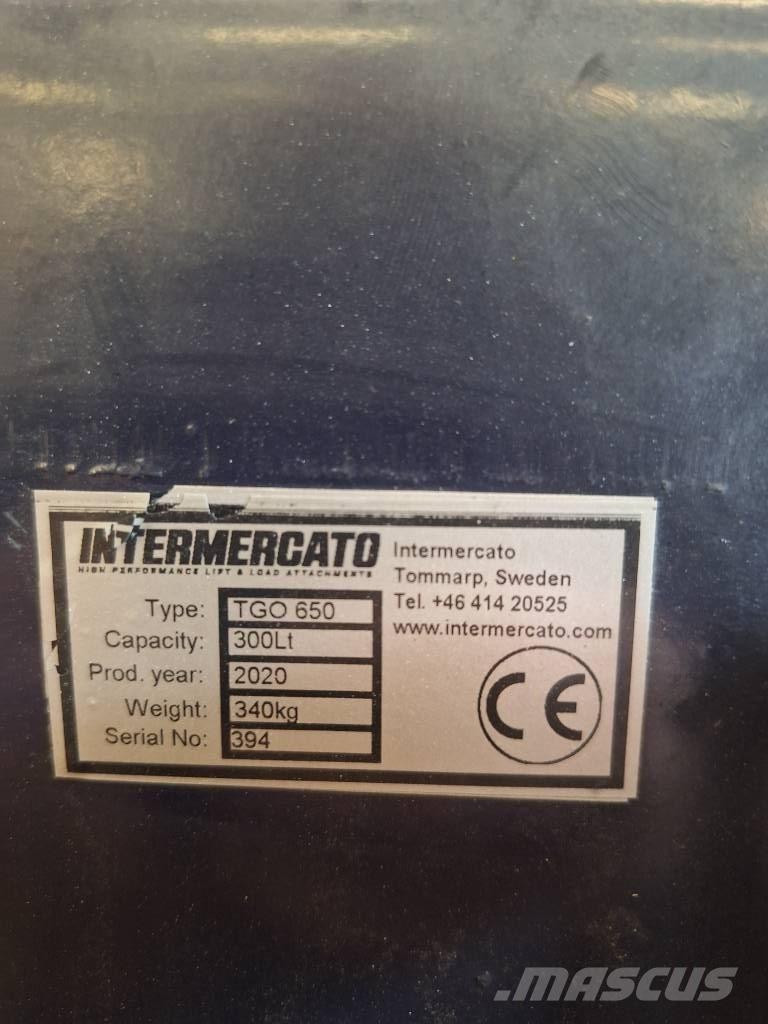 INTERMERCATO
HIGH PERFORMANCE LIFT & LOAD ATTACHMENTS
Type: TGO 650
Capacity: 300Lt
Prod. year: 2020
Weight: 340kg
Serial No: 394
Intermercato
Tommarp, Sweden
Tel. +46 414 20525
www.intermercato.com
CE
.MASCUS